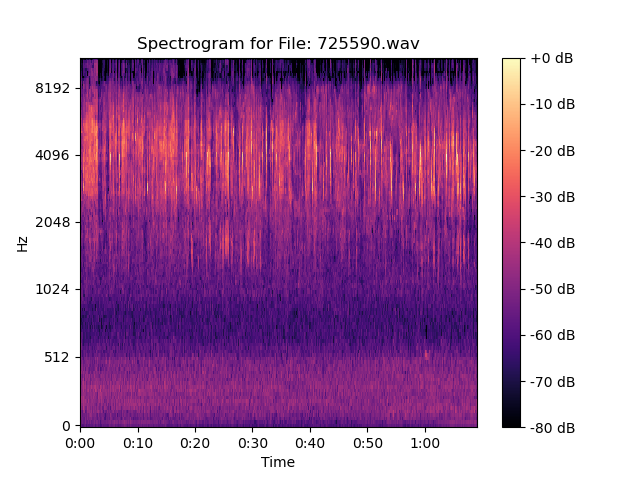 Spectrogram for File: 725590.wav
8192
4096
2048
1024
512
0
Hz
0:00
0:10
0:20
0:30
0:40
0:50
1:00
Time
+0 dB
-10 dB
-20 dB
-30 dB
-40 dB
-50 dB
-60 dB
-70 dB
-80 dB